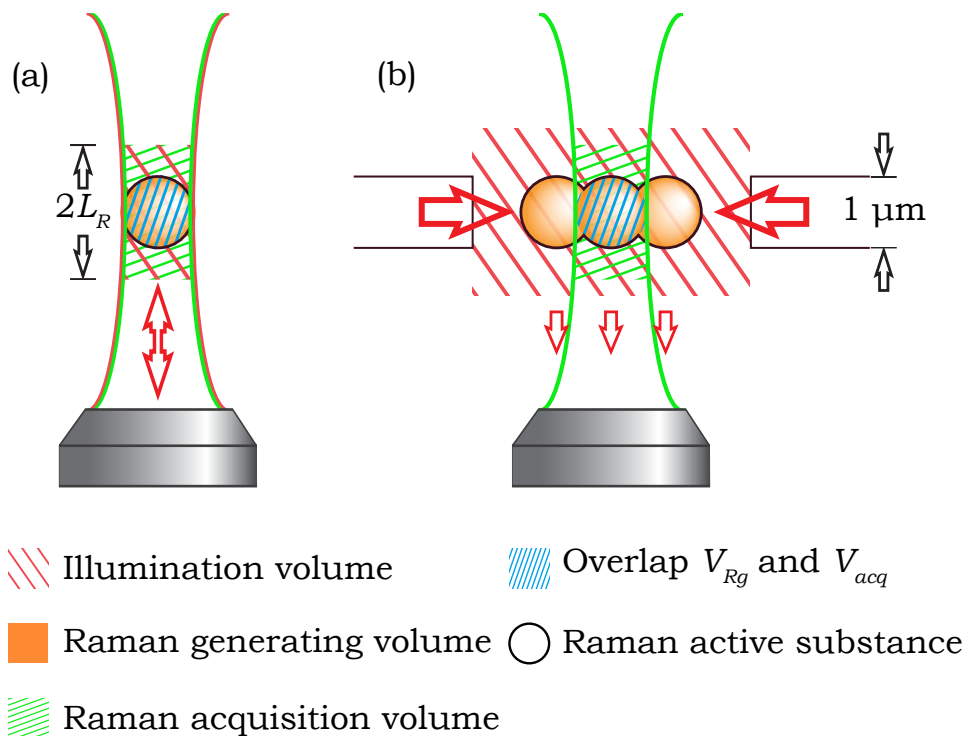 (a)
(b)
2L_R
1 µm
Illumination volume
Overlap V_Rg and V_acq
Raman generating volume
Raman active substance
Raman acquisition volume